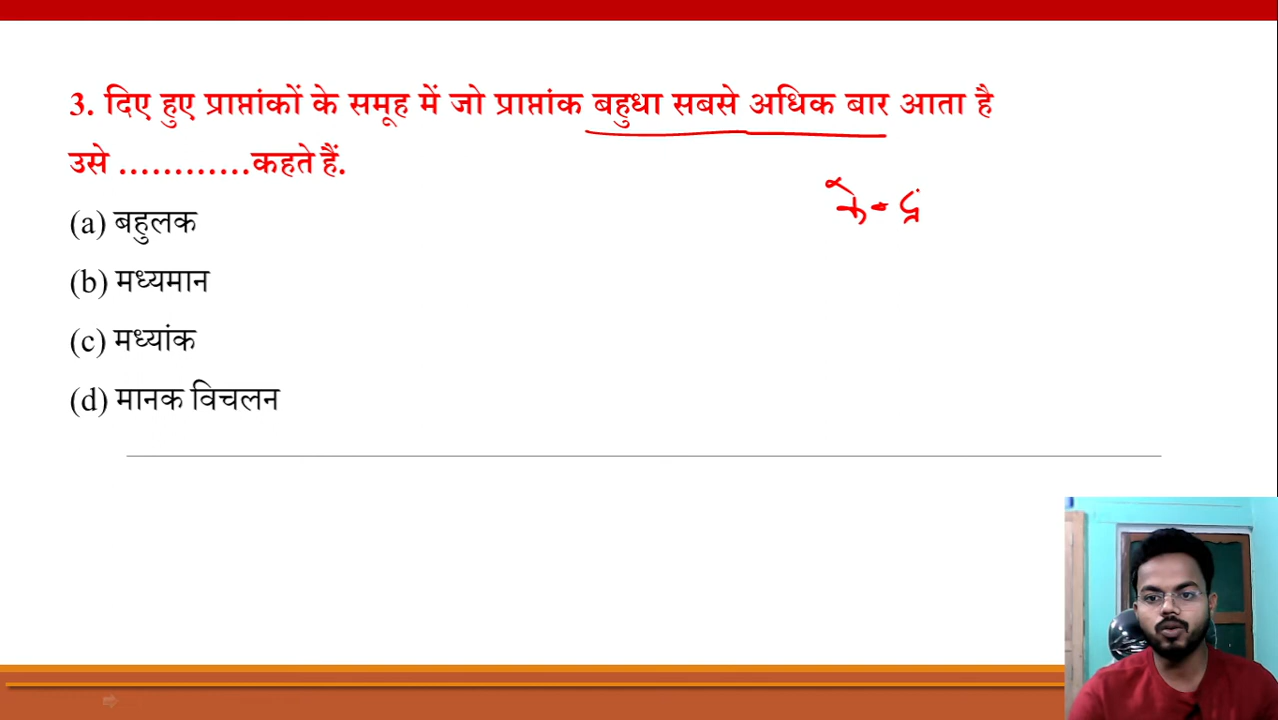 3. दिए हुए प्राप्तांकों के समूह में जो प्राप्तांक बहुधा सबसे अधिक बार आता है
उसे ............कहते हैं.
(a) बहुलक
(b) मध्यमान
(c) मध्यांक
(d) मानक विचलन